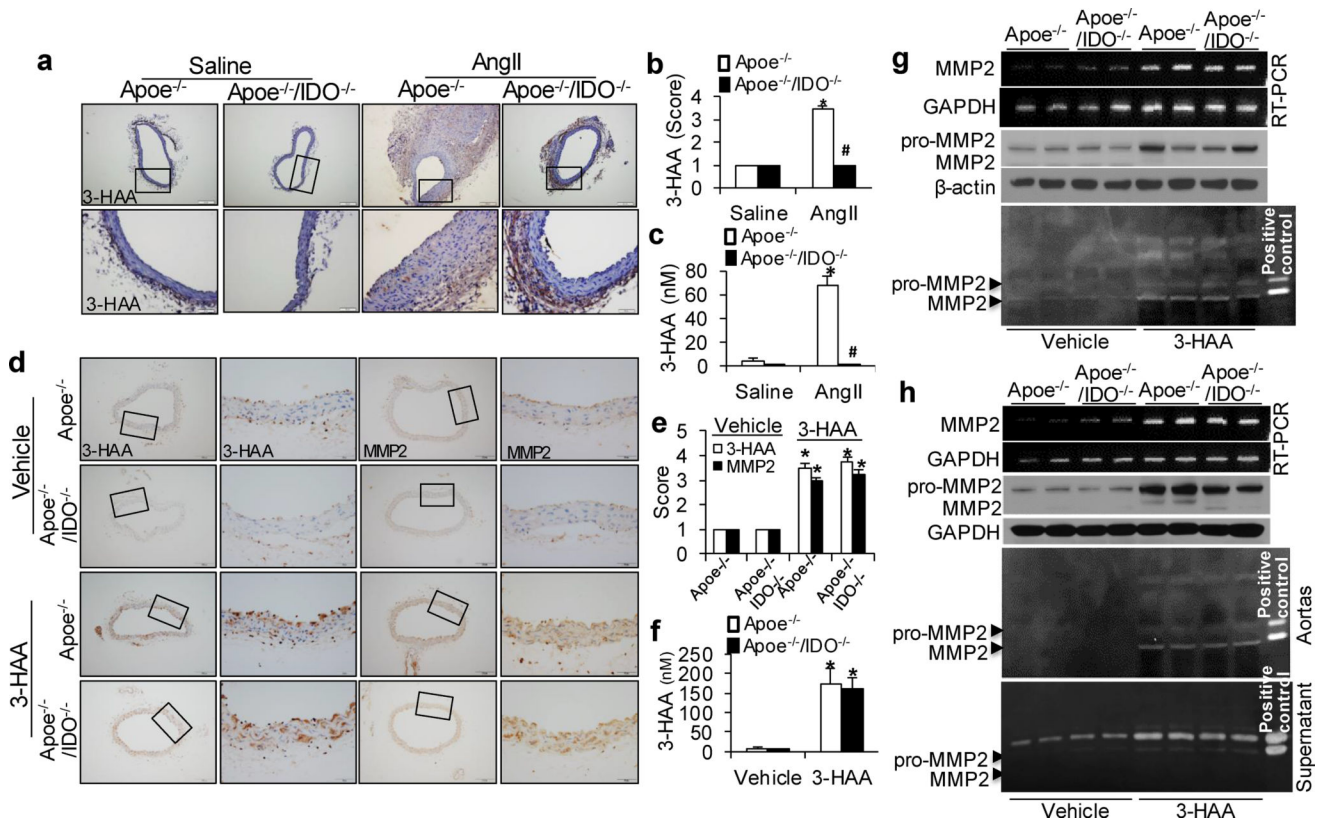 a
Saline
AngII
Apoe⁻/⁻
Apoe⁻/⁻/IDO⁻/⁻
Apoe⁻/⁻
Apoe⁻/⁻/IDO⁻/⁻
3-HAA
3-HAA
b
Apoe⁻/⁻
Apoe⁻/⁻/IDO⁻/⁻
3-HAA (Score)
4
3
2
1
0
*
#
Saline
AngII
c
Apoe⁻/⁻
Apoe⁻/⁻/IDO⁻/⁻
3-HAA (nM)
80
60
40
20
0
*
#
Saline
AngII
d
Vehicle
Apoe⁻/⁻
3-HAA
3-HAA
MMP2
MMP2
Apoe⁻/⁻
/IDO⁻/⁻
3-HAA
Apoe⁻/⁻
Apoe⁻/⁻
/IDO⁻/⁻
e
Vehicle
3-HAA
3-HAA
MMP2
Score
5
4
3
2
1
0
* * * *
Apoe-/-
Apoe-/-
IDO-/-
Apoe-/-
Apoe-/-
IDO-/-
f
Apoe⁻/⁻
Apoe⁻/⁻/IDO⁻/⁻
3-HAA (nM)
250
200
150
100
50
0
* *
Vehicle
3-HAA
g
Apoe⁻/⁻
Apoe⁻/⁻
/IDO⁻/⁻
Apoe⁻/⁻
Apoe⁻/⁻
/IDO⁻/⁻
MMP2
GAPDH
RT-PCR
pro-MMP2
MMP2
β-actin
Positive
control
pro-MMP2
MMP2
Vehicle
3-HAA
h
Apoe⁻/⁻
Apoe⁻/⁻
/IDO⁻/⁻
Apoe⁻/⁻
Apoe⁻/⁻
/IDO⁻/⁻
MMP2
GAPDH
RT-PCR
pro-MMP2
MMP2
GAPDH
Positive
control
pro-MMP2
MMP2
Aortas
Positive
control
pro-MMP2
MMP2
Supernatant
Vehicle
3-HAA